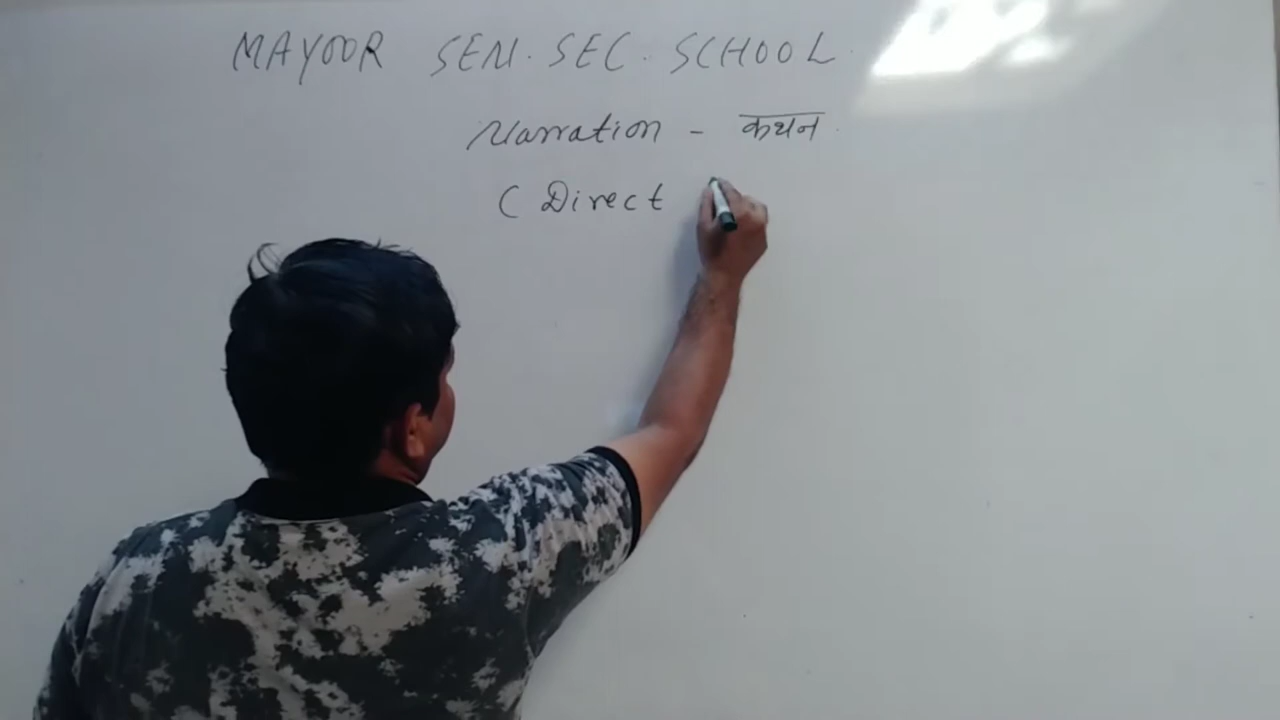 MAYOOR SEN. SEC. SCHOOL.
Narration - कथन.
( Direct